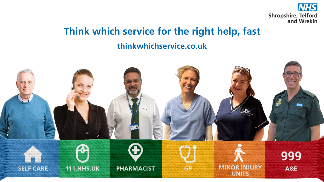 NHS
Shropshire, Telford
and Wrekin
Think which service for the right help, fast
thinkwhichservice.co.uk
SELF CARE
111.NHS.UK
PHARMACIST
GP
MINOR INJURY
UNITS
999
A&E